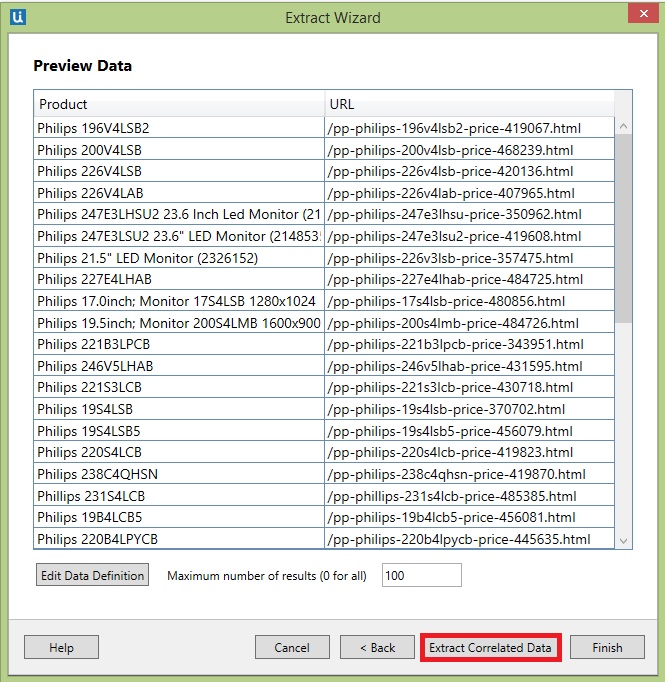 Extract Wizard
Preview Data
Product URL
Philips 196V4LSB2 /pp-philips-196v4lsb2-price-419067.html
Philips 200V4LSB /pp-philips-200v4lsb-price-468239.html
Philips 226V4LSB /pp-philips-226v4lsb-price-420136.html
Philips 226V4LAB /pp-philips-226v4lab-price-407965.html
Philips 247E3LHSU2 23.6 Inch Led Monitor (21 /pp-philips-247e3lhsu-price-350962.html
Philips 247E3LSU2 23.6" LED Monitor (2148535 /pp-philips-247e3lsu2-price-419608.html
Philips 21.5" LED Monitor (2326152) /pp-philips-226v3lsb-price-357475.html
Philips 227E4LHAB /pp-philips-227e4lhab-price-484725.html
Philips 17.0inch; Monitor 17S4LSB 1280x1024 /pp-philips-17s4lsb-price-480856.html
Philips 19.5inch; Monitor 200S4LMB 1600x900 /pp-philips-200s4lmb-price-484726.html
Philips 221B3LPCB /pp-philips-221b3lpcb-price-343951.html
Philips 246V5LHAB /pp-philips-246v5lhab-price-431595.html
Philips 221S3LCB /pp-philips-221s3lcb-price-430718.html
Philips 19S4LSB /pp-philips-19s4lsb-price-370702.html
Philips 19S4LSB5 /pp-philips-19s4lsb5-price-456079.html
Philips 220S4LCB /pp-philips-220s4lcb-price-419823.html
Philips 238C4QHSN /pp-philips-238c4qhsn-price-419870.html
Phillips 231S4LCB /pp-phillips-231s4lcb-price-485385.html
Philips 19B4LCB5 /pp-philips-19b4lcb5-price-456081.html
Philips 220B4LPYCB /pp-philips-220b4lpycb-price-445635.html
Edit Data Definition Maximum number of results (0 for all) 100
Help Cancel < Back Extract Correlated Data Finish